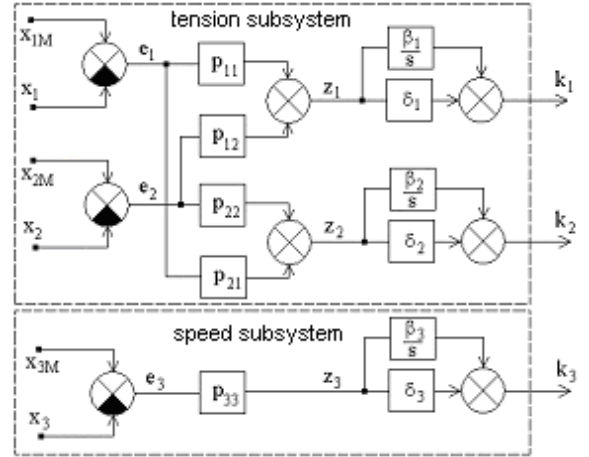 tension subsystem
x1M
x1
e1
p11
p12
z1
β1
s
δ1
k1
x2M
x2
e2
p22
p21
z2
β2
s
δ2
k2
speed subsystem
x3M
x3
e3
p33
z3
β3
s
δ3
k3